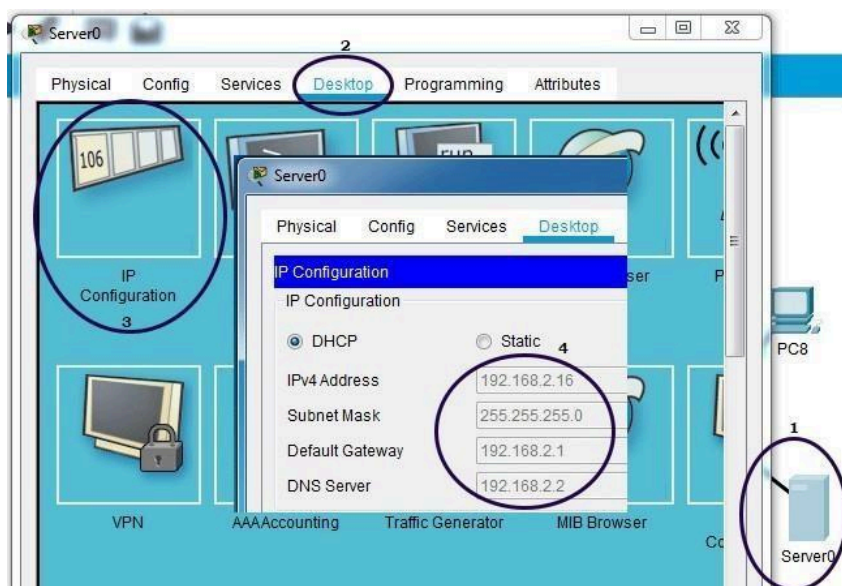 Server0
2
Physical Config Services Desktop Programming Attributes
106
run
Server0
Physical Config Services Desktop
IP Configuration
IP Configuration
DHCP Static 4
IPv4 Address 192.168.2.16
Subnet Mask 255.255.255.0
Default Gateway 192.168.2.1
DNS Server 192.168.2.2
IP
Configuration
3
ser
P
VPN AAAAccounting Traffic Generator MIB Browser
Co
PC8
1
Server0